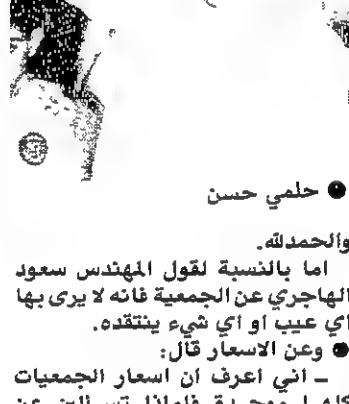 ● حلمي حسن
والحمدلله.
اما بالنسبة لقول المهندس سعود
الهاجري عن الجمعية فانه لا يرى بها
اي عيب او اي شيء ينتقده.
● وعن الاسعار قال:
ـ اني اعرف ان اسعار الجمعيات